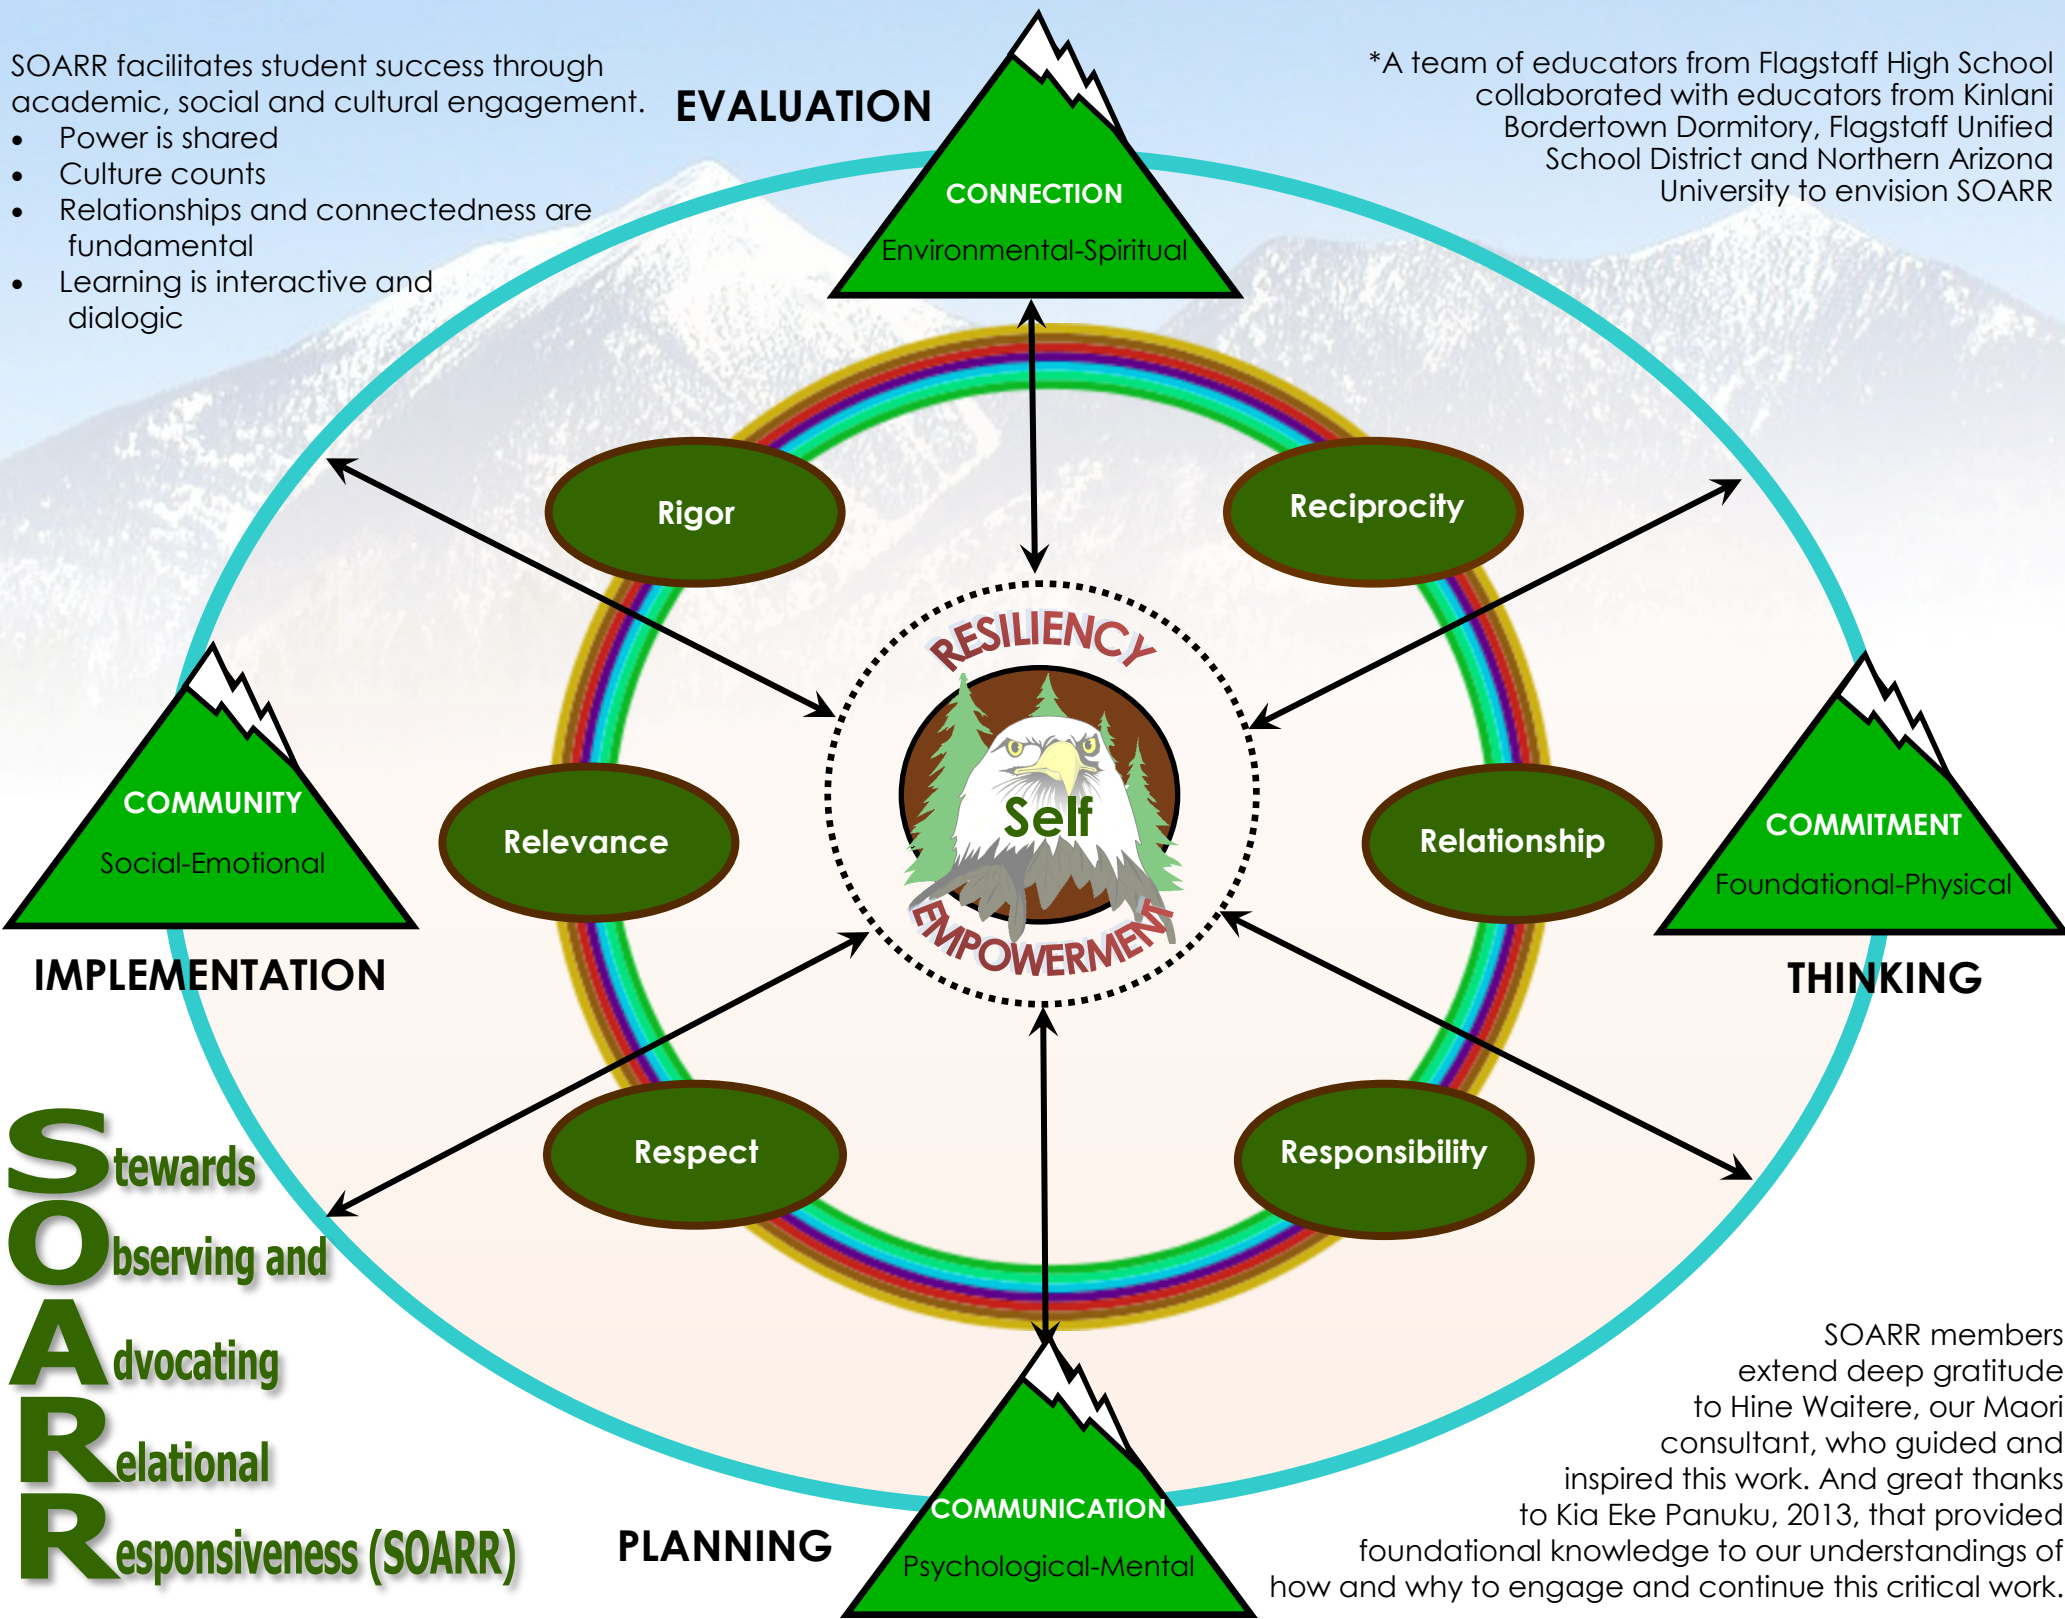 SOARR facilitates student success through
academic, social and cultural engagement.
• Power is shared
• Culture counts
• Relationships and connectedness are
fundamental
• Learning is interactive and
dialogic
EVALUATION
*A team of educators from Flagstaff High School
collaborated with educators from Kinlani
Bordertown Dormitory, Flagstaff Unified
School District and Northern Arizona
University to envision SOARR
CONNECTION
Environmental-Spiritual
Rigor
Reciprocity
RESILIENCY
Self
EMPOWERMENT
COMMUNITY
Social-Emotional
IMPLEMENTATION
Relevance
Relationship
COMMITMENT
Foundational-Physical
THINKING
Respect
Responsibility
Stewards
Observing and
Advocating
Relational
Responsiveness (SOARR)
PLANNING
COMMUNICATION
Psychological-Mental
SOARR members
extend deep gratitude
to Hine Waitere, our Maori
consultant, who guided and
inspired this work. And great thanks
to Kia Eke Panuku, 2013, that provided
foundational knowledge to our understandings of
how and why to engage and continue this critical work.